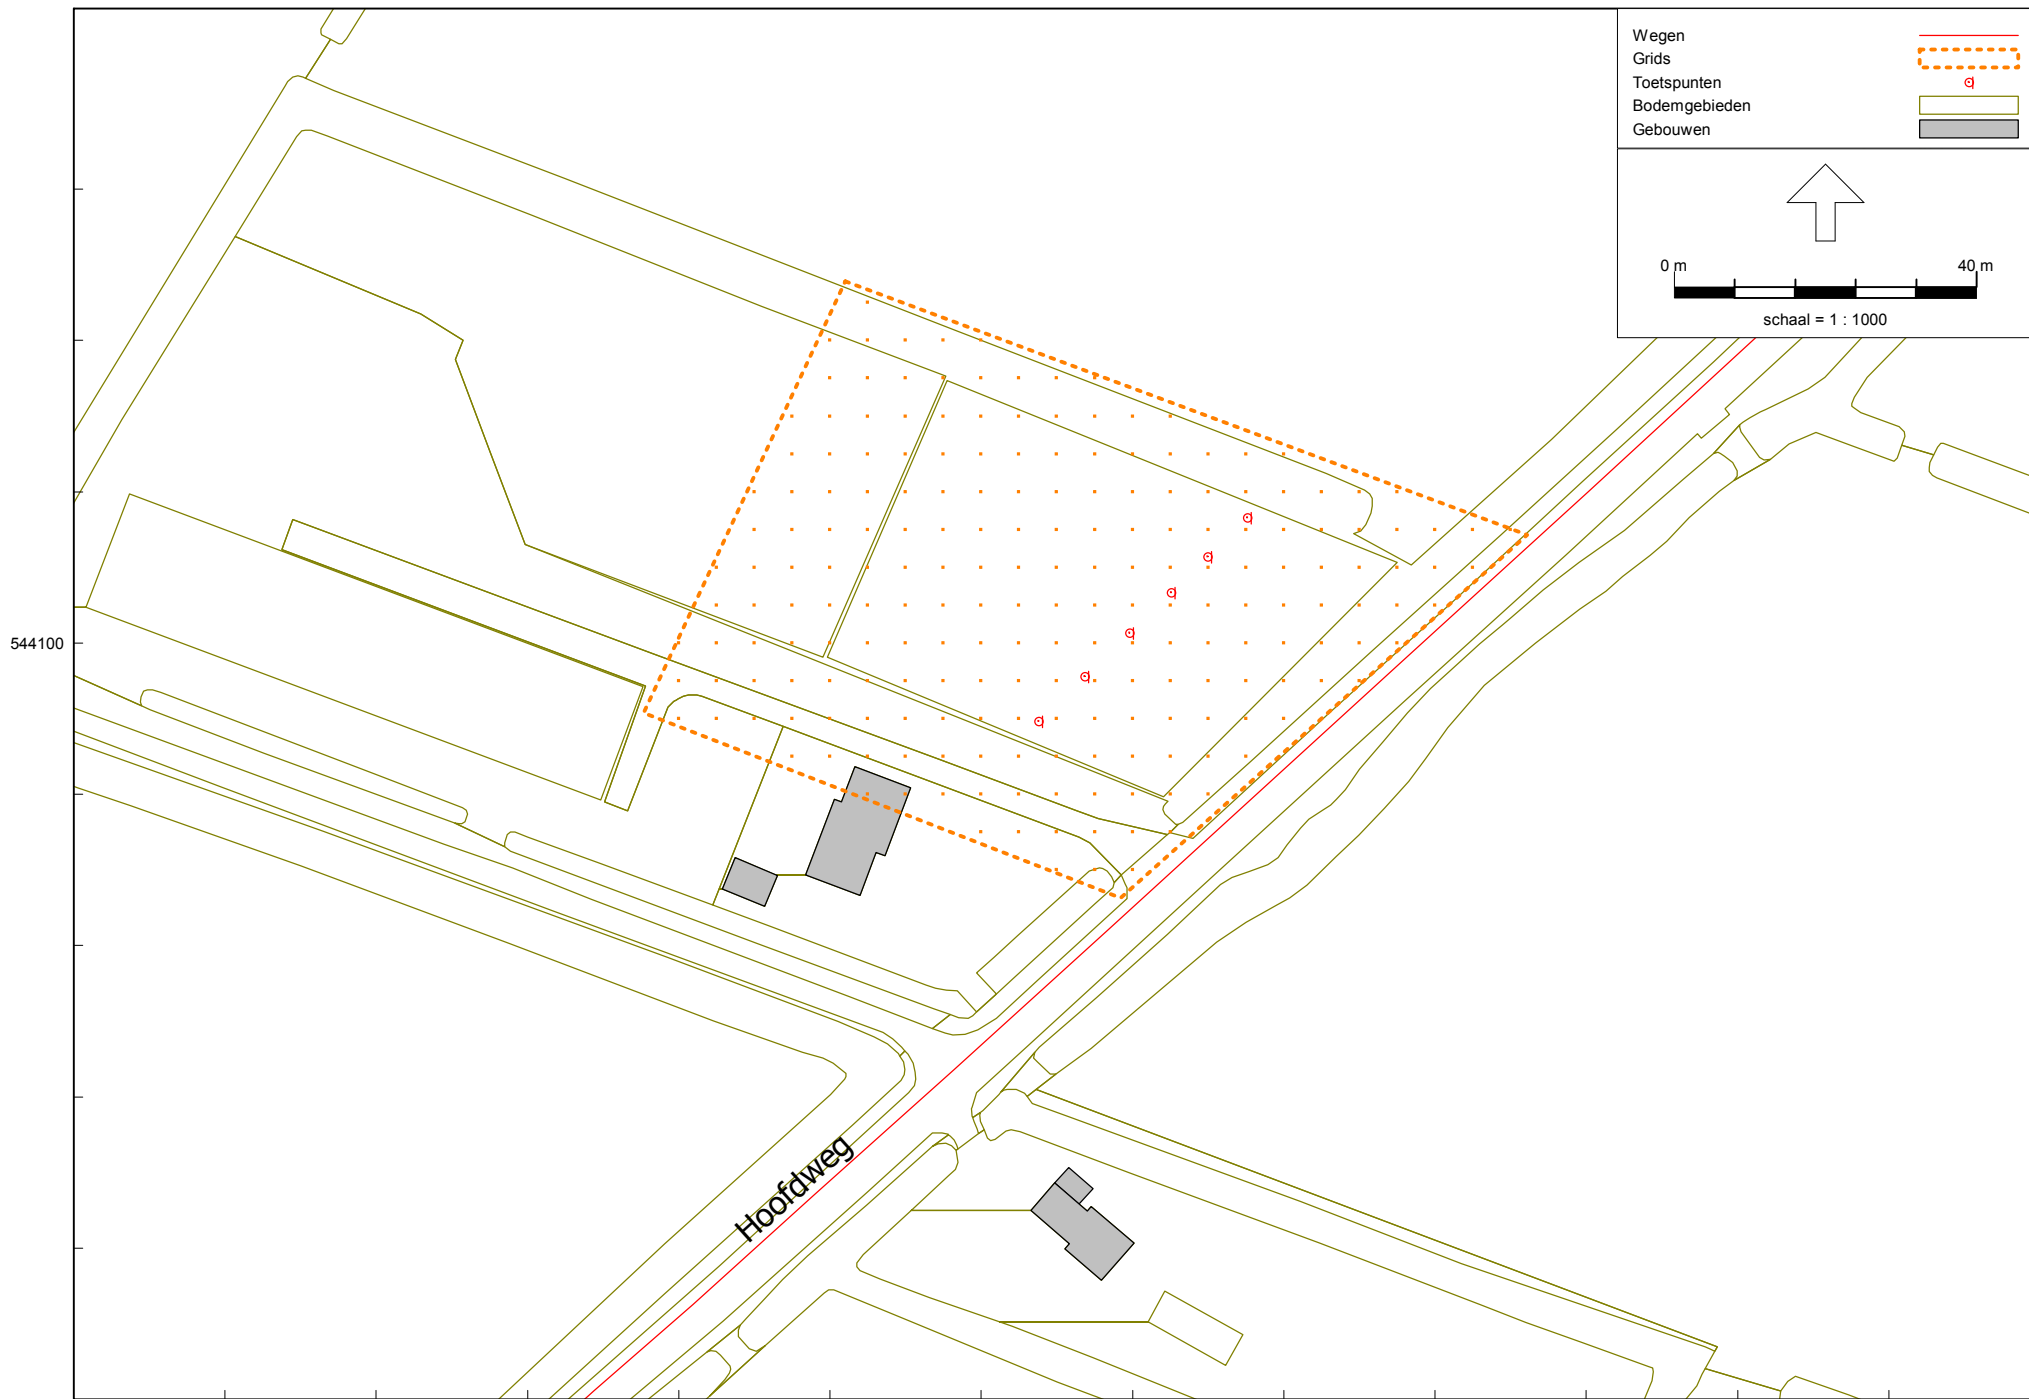 Wegen
Grids
Toetspunten
Bodemgebieden
Gebouwen
0 m 40 m
schaal = 1 : 1000
544100
Hoofdweg